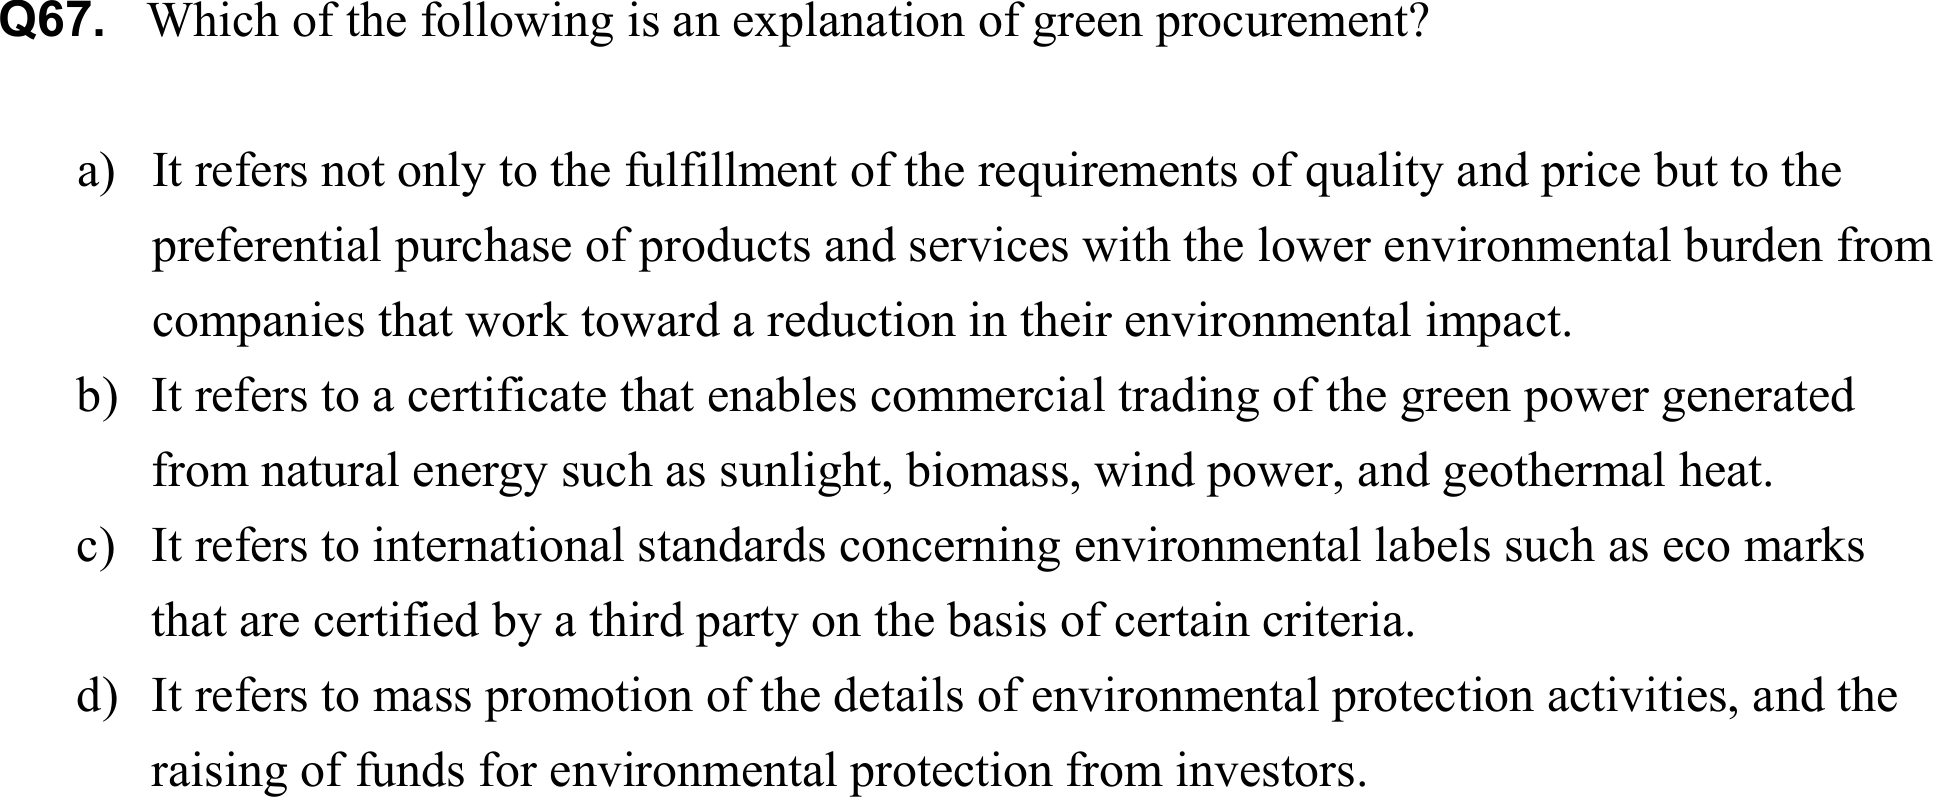 Q67. Which of the following is an explanation of green procurement?
a) It refers not only to the fulfillment of the requirements of quality and price but to the
preferential purchase of products and services with the lower environmental burden from
companies that work toward a reduction in their environmental impact.
b) It refers to a certificate that enables commercial trading of the green power generated
from natural energy such as sunlight, biomass, wind power, and geothermal heat.
c) It refers to international standards concerning environmental labels such as eco marks
that are certified by a third party on the basis of certain criteria.
d) It refers to mass promotion of the details of environmental protection activities, and the
raising of funds for environmental protection from investors.